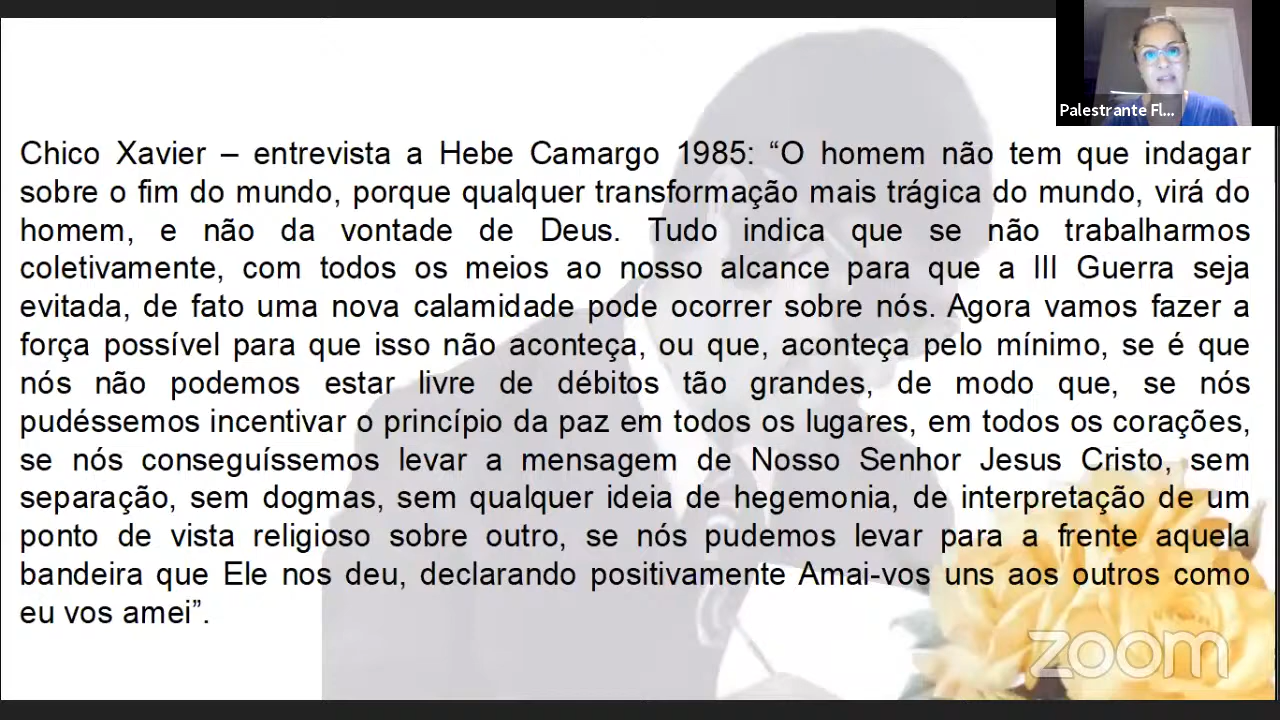 Palestrante Fl...
Chico Xavier – entrevista a Hebe Camargo 1985: “O homem não tem que indagar
sobre o fim do mundo, porque qualquer transformação mais trágica do mundo, virá do
homem, e não da vontade de Deus. Tudo indica que se não trabalharmos
coletivamente, com todos os meios ao nosso alcance para que a III Guerra seja
evitada, de fato uma nova calamidade pode ocorrer sobre nós. Agora vamos fazer a
força possível para que isso não aconteça, ou que, aconteça pelo mínimo, se é que
nós não podemos estar livre de débitos tão grandes, de modo que, se nós
pudéssemos incentivar o princípio da paz em todos os lugares, em todos os corações,
se nós conseguíssemos levar a mensagem de Nosso Senhor Jesus Cristo, sem
separação, sem dogmas, sem qualquer ideia de hegemonia, de interpretação de um
ponto de vista religioso sobre outro, se nós pudemos levar para a frente aquela
bandeira que Ele nos deu, declarando positivamente Amai-vos uns aos outros como
eu vos amei”.
zoom